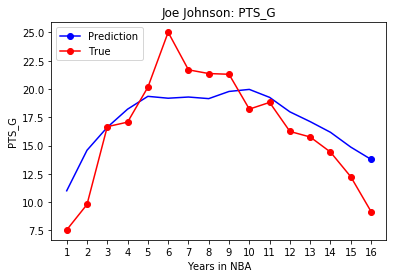 Joe Johnson: PTS_G
Prediction
True
PTS_G
25.0
22.5
20.0
17.5
15.0
12.5
10.0
7.5
1 2 3 4 5 6 7 8 9 10 11 12 13 14 15 16
Years in NBA